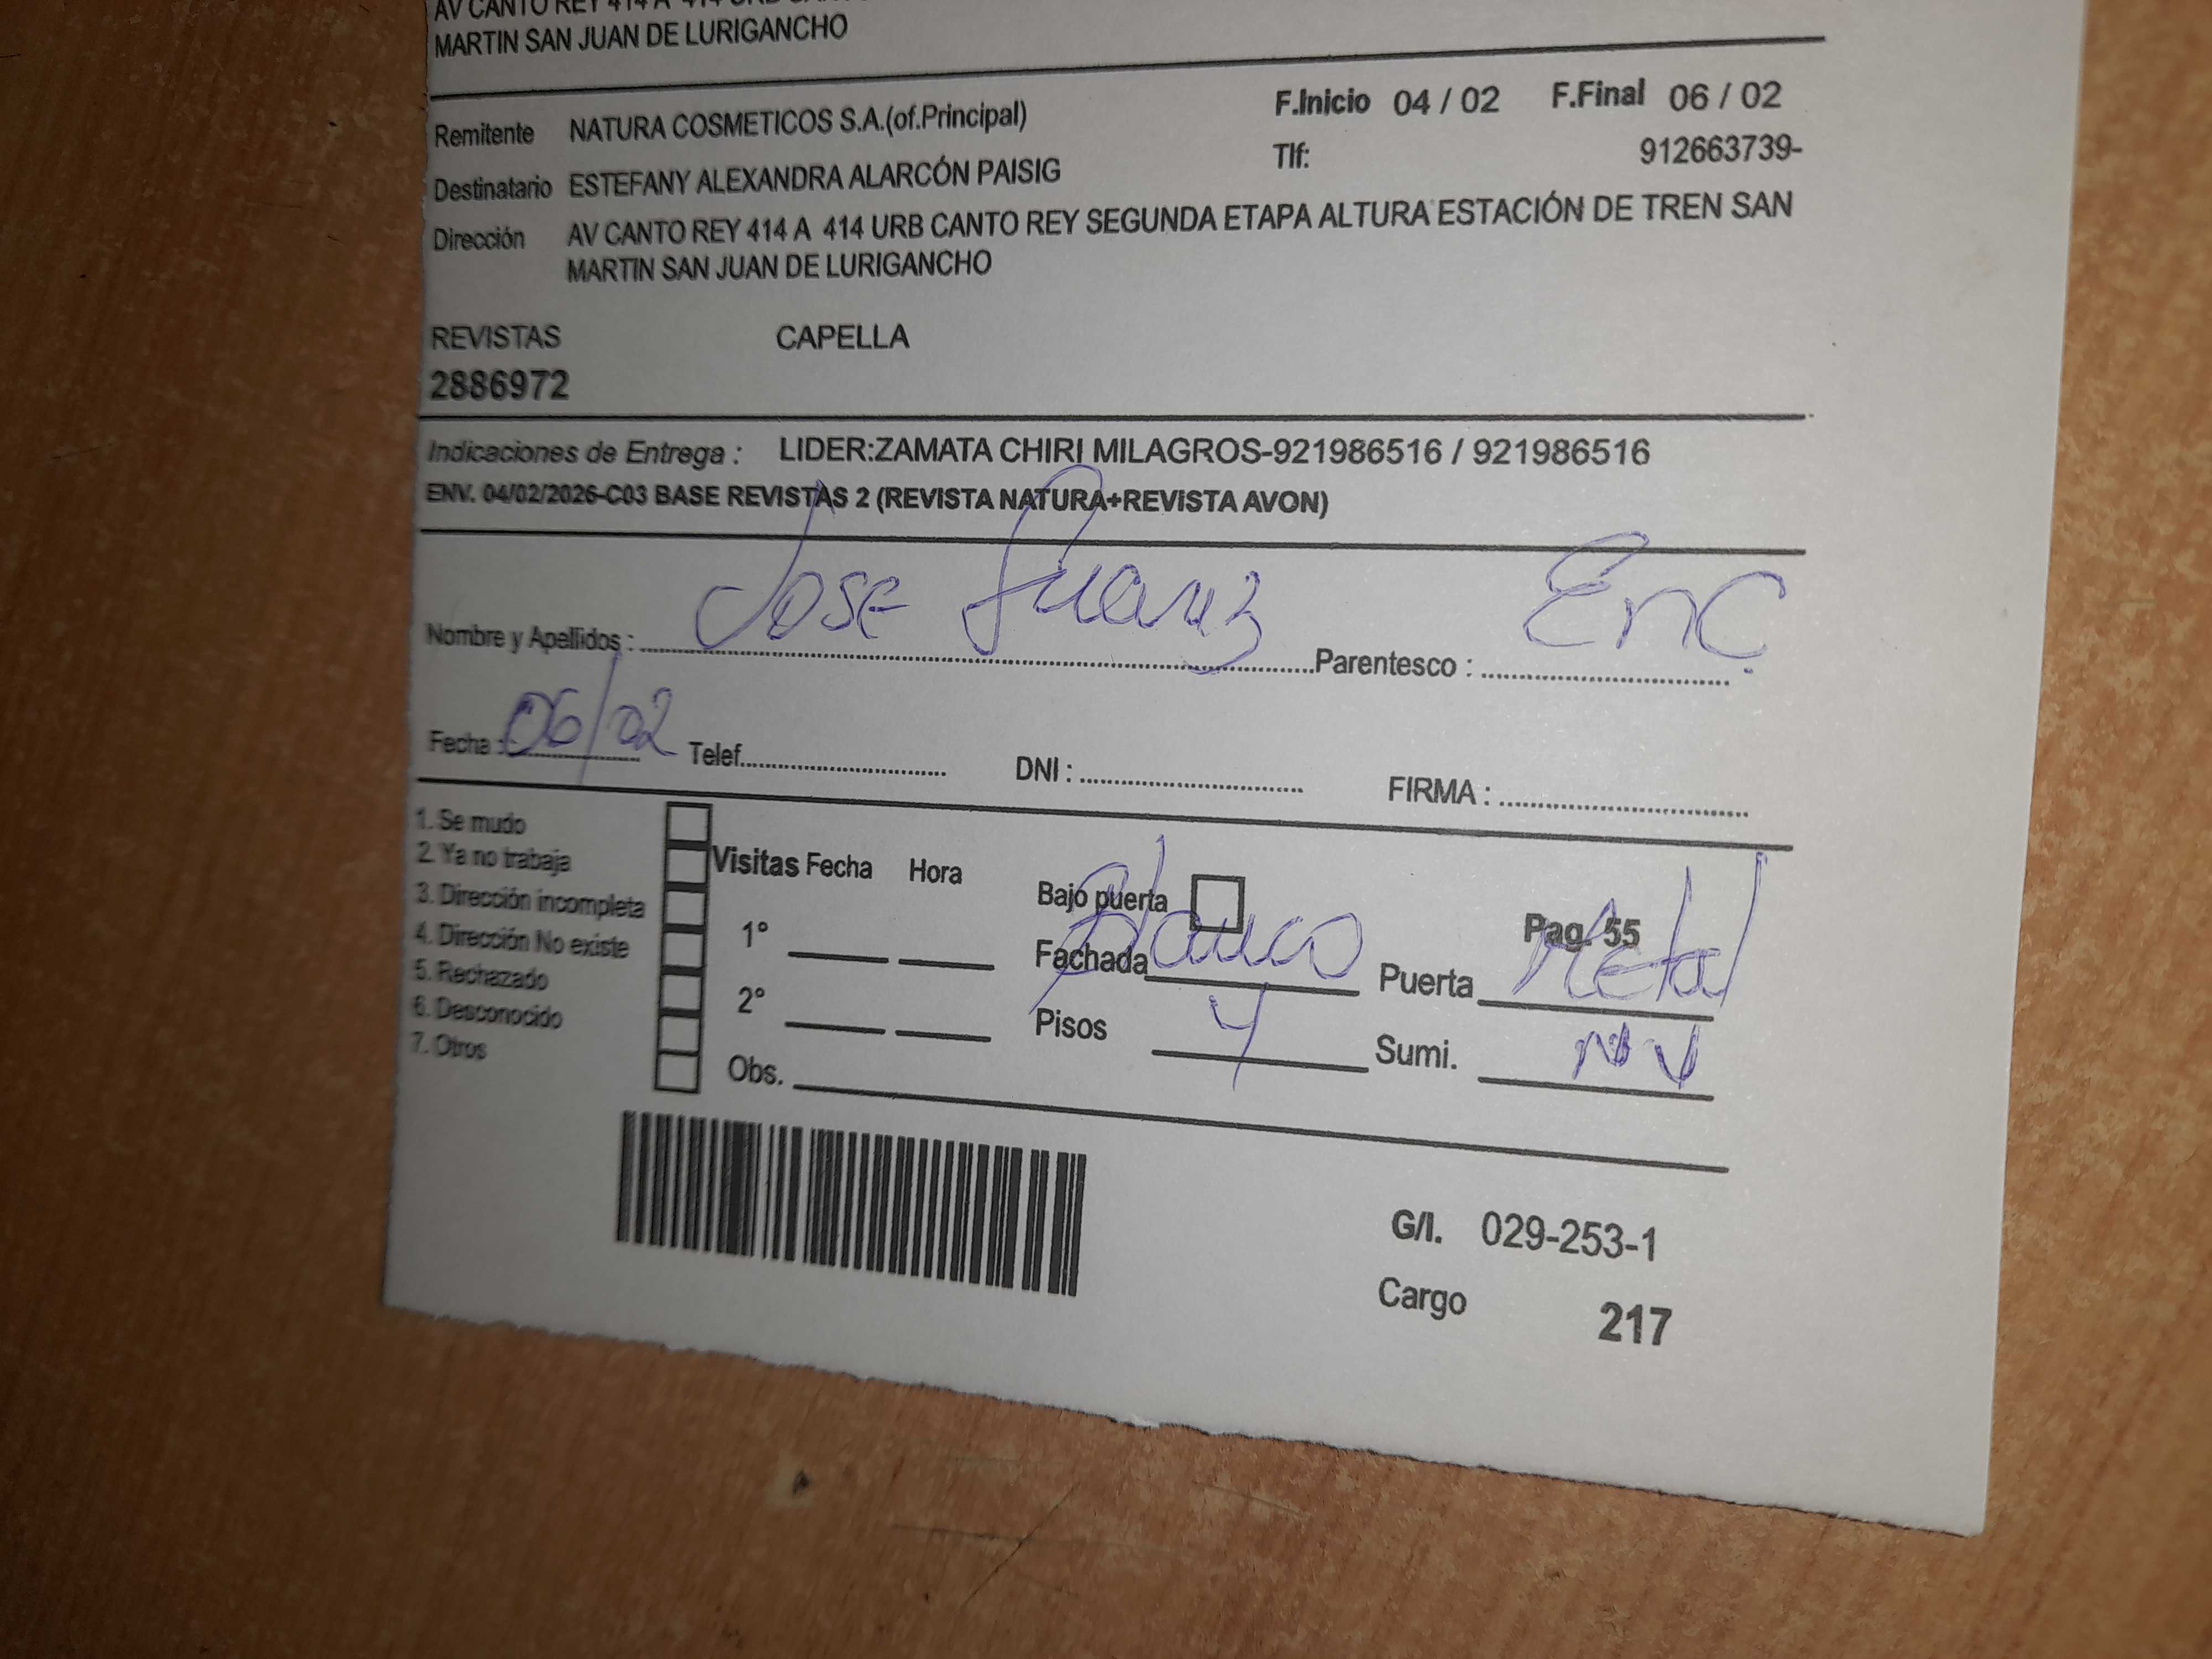 AV CANTO REY 414 A 414 URB
MARTIN SAN JUAN DE LURIGANCHO
Remitente NATURA COSMETICOS S.A.(of.Principal) F.Inicio 04 / 02 F.Final 06 / 02
Destinatario ESTEFANY ALEXANDRA ALARCÓN PAISIG Tlf: 912663739-
Dirección AV CANTO REY 414 A 414 URB CANTO REY SEGUNDA ETAPA ALTURA ESTACIÓN DE TREN SAN
MARTIN SAN JUAN DE LURIGANCHO
REVISTAS CAPELLA
2886972
Indicaciones de Entrega : LIDER:ZAMATA CHIRI MILAGROS-921986516 / 921986516
ENV. 04/02/2026-C03 BASE REVISTAS 2 (REVISTA NATURA+REVISTA AVON)
Nombre y Apellidos : Jose Parentesco : Enc.
Fecha : 06/02 Telef. DNI : FIRMA :
1. Se mudo
2. Ya no trabaja
3. Dirección incompleta
4. Dirección No existe
5. Rechazado
6. Desconocido
7. Otros
Visitas Fecha Hora
1°
2°
Obs.
Bajo puerta Pag. 55
Fachada blanco Puerta Metal
Pisos 4 Sumi. NV
G/I. 029-253-1
Cargo 217